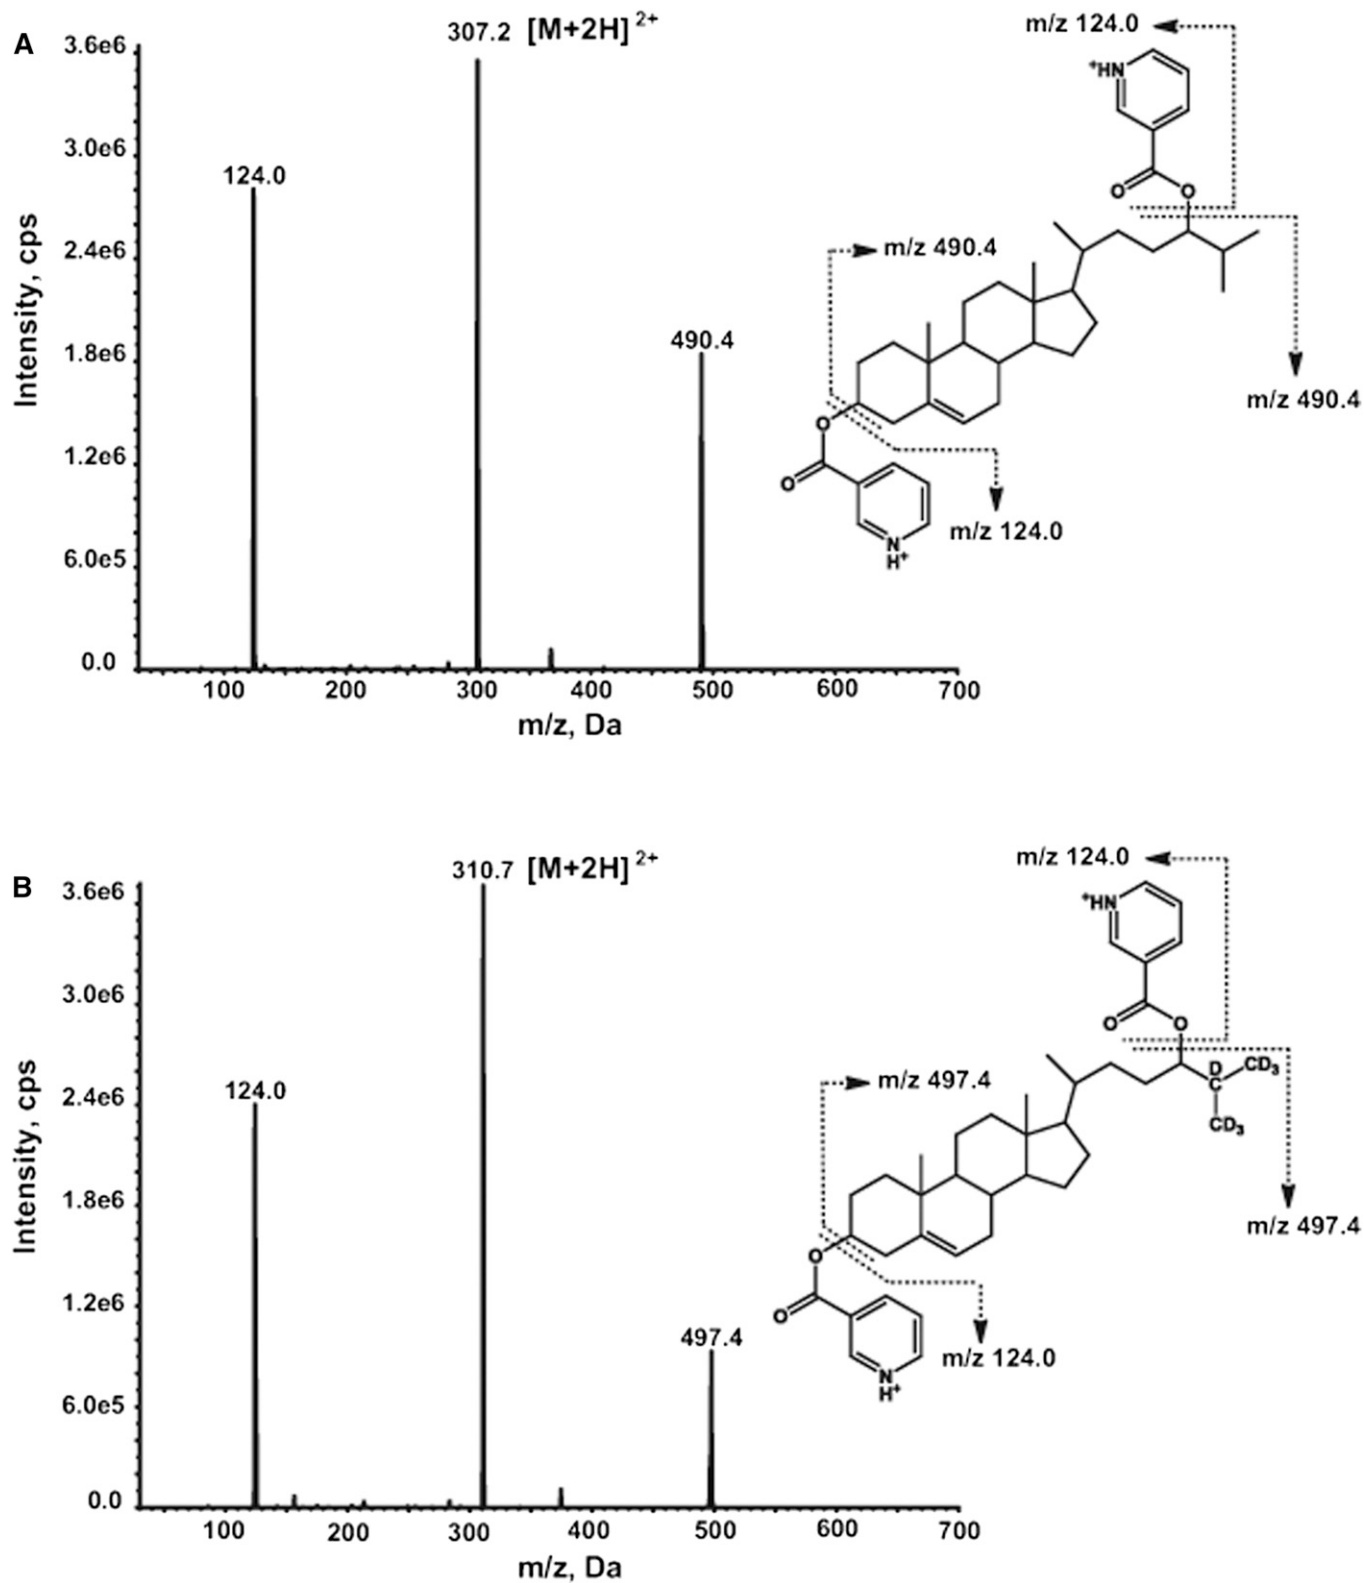 A
307.2 [M+2H]²⁺
3.6e6
3.0e6
2.4e6
1.8e6
1.2e6
6.0e5
0.0
Intensity, cps
124.0
490.4
100 200 300 400 500 600 700
m/z, Da
m/z 124.0
⁺HN
O
O
m/z 490.4
m/z 490.4
O
O
N
H⁺
m/z 124.0
B
310.7 [M+2H]²⁺
3.6e6
3.0e6
2.4e6
1.8e6
1.2e6
6.0e5
0.0
Intensity, cps
124.0
497.4
100 200 300 400 500 600 700
m/z, Da
m/z 124.0
⁺HN
O
O
D
CD₃
CD₃
m/z 497.4
m/z 497.4
O
O
N
H⁺
m/z 124.0